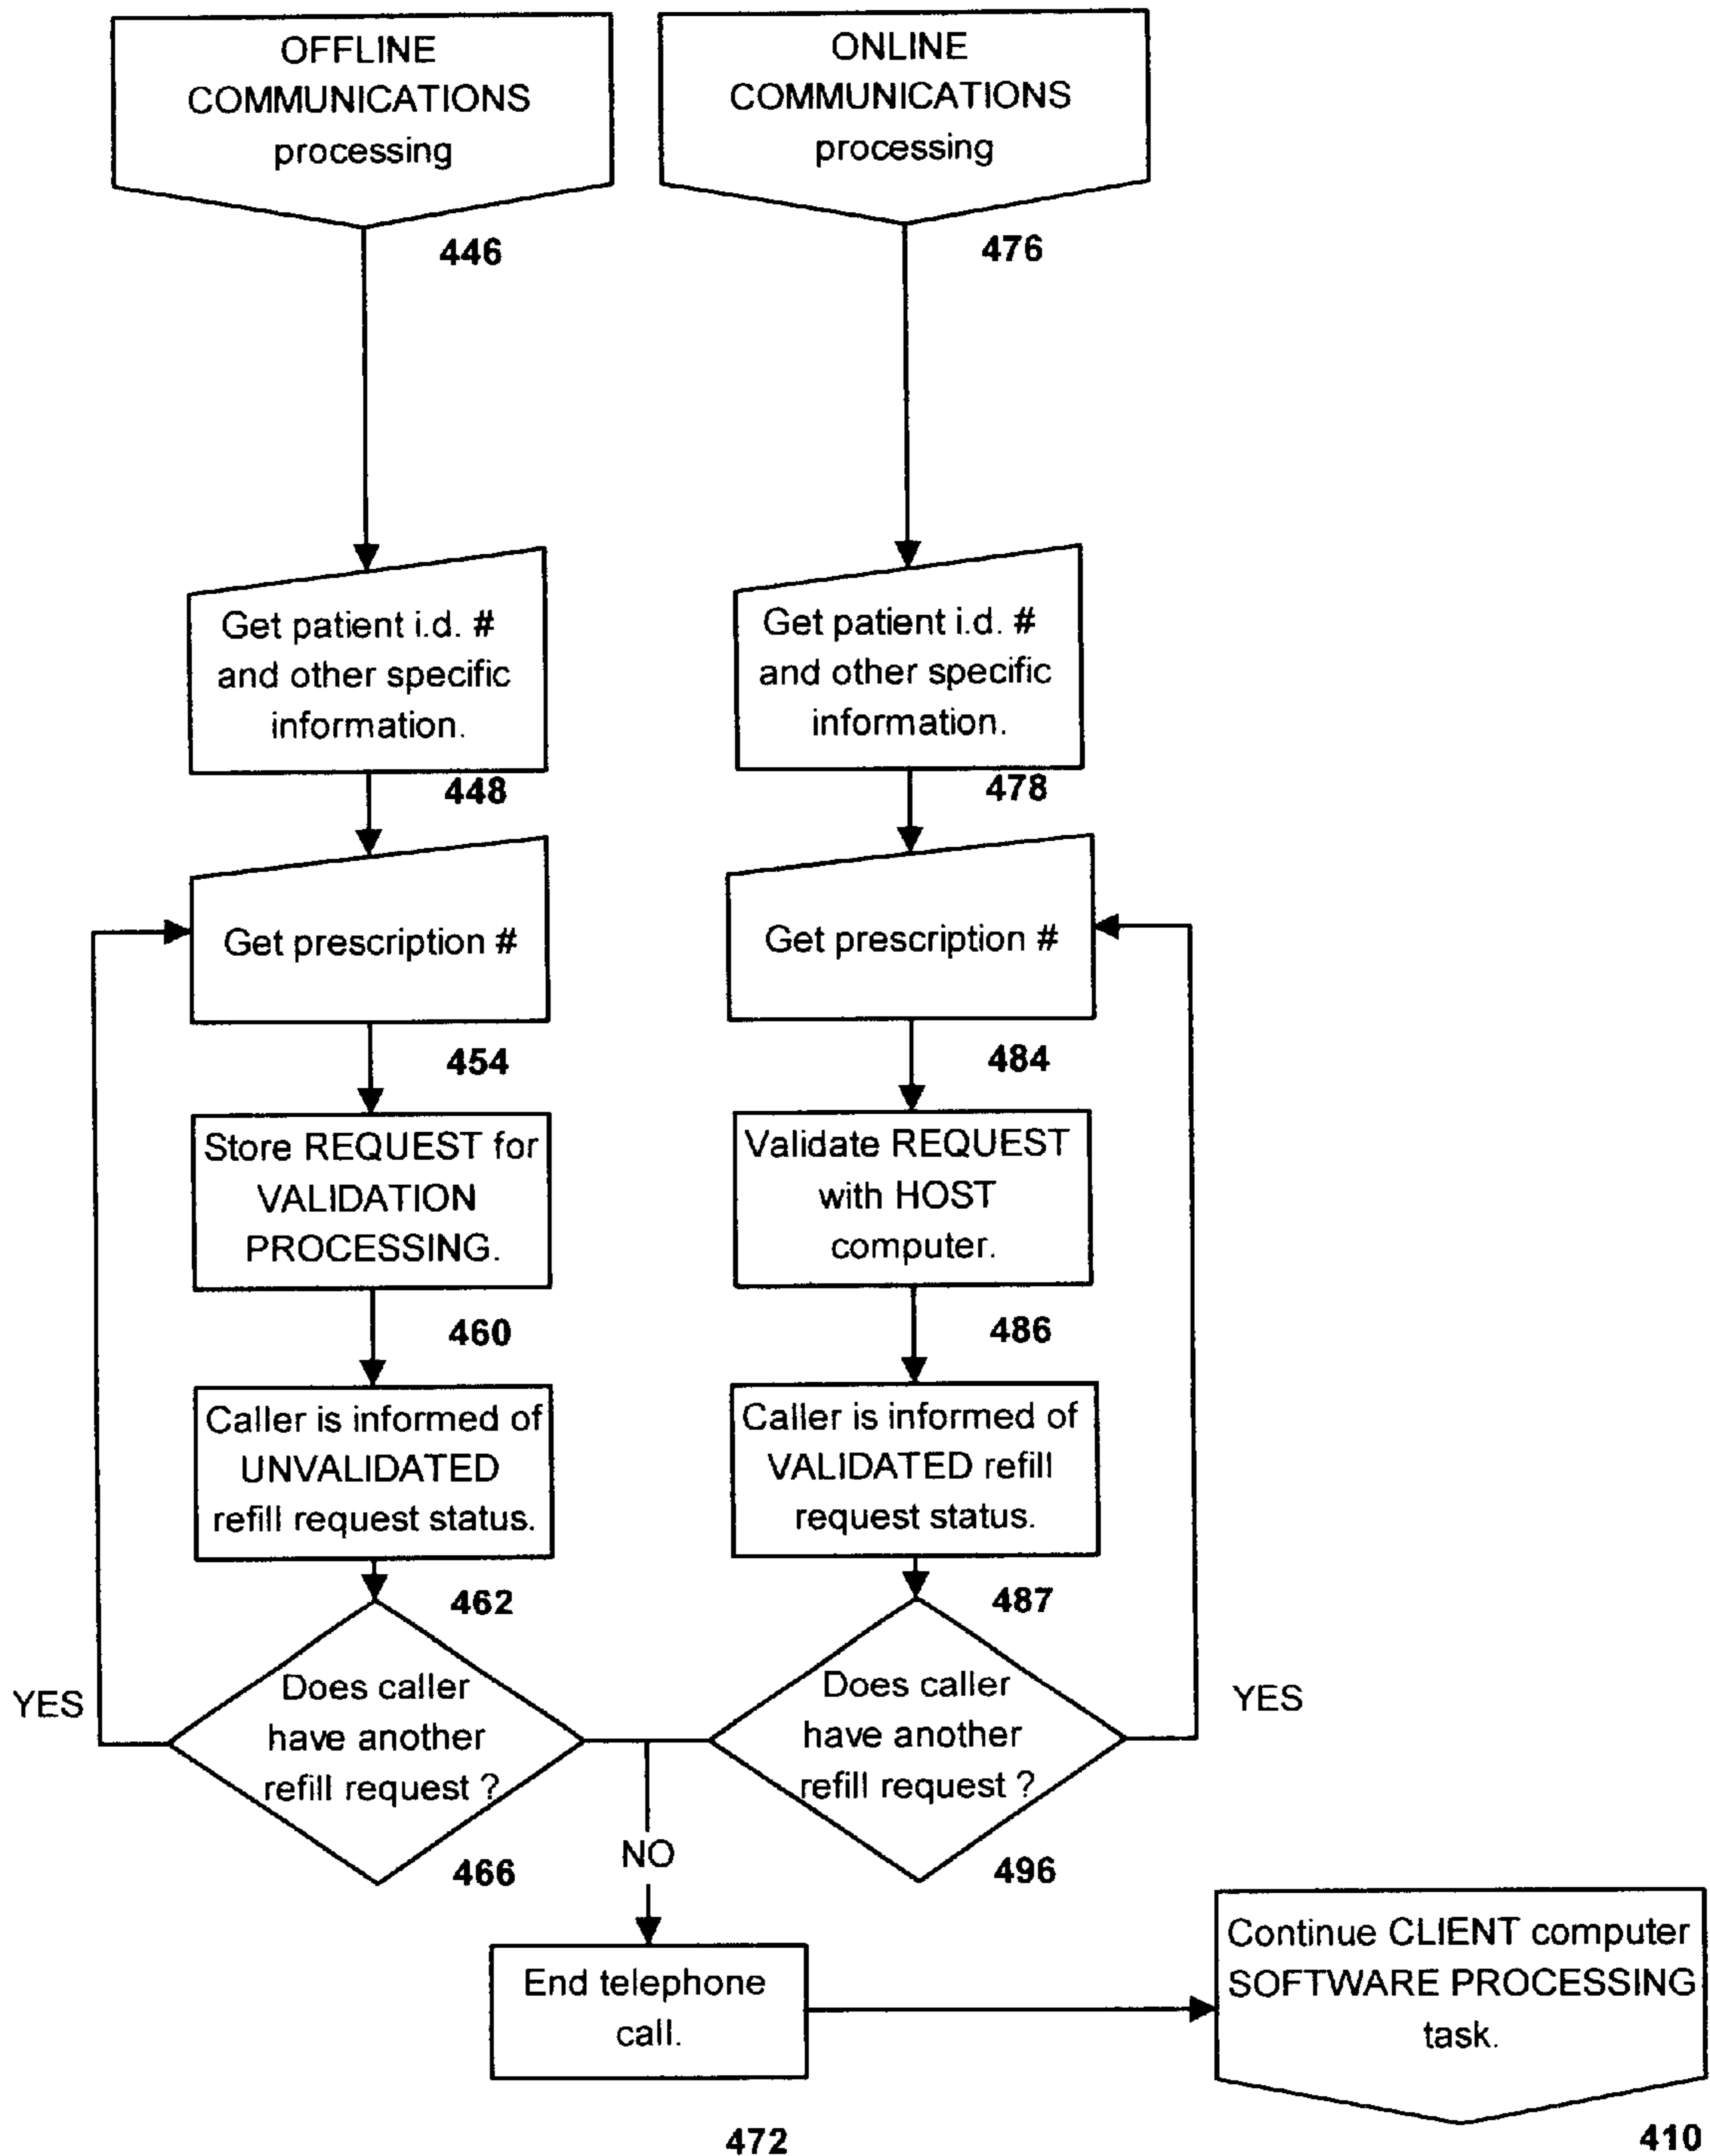 OFFLINE
COMMUNICATIONS
processing
446
ONLINE
COMMUNICATIONS
processing
476
Get patient i.d. #
and other specific
information.
448
Get patient i.d. #
and other specific
information.
478
Get prescription #
454
Get prescription #
484
Store REQUEST for
VALIDATION
PROCESSING.
460
Validate REQUEST
with HOST
computer.
486
Caller is informed of
UNVALIDATED
refill request status.
462
Caller is informed of
VALIDATED refill
request status.
487
YES
Does caller
have another
refill request ?
466
Does caller
have another
refill request ?
496
YES
NO
End telephone
call.
472
Continue CLIENT computer
SOFTWARE PROCESSING
task.
410